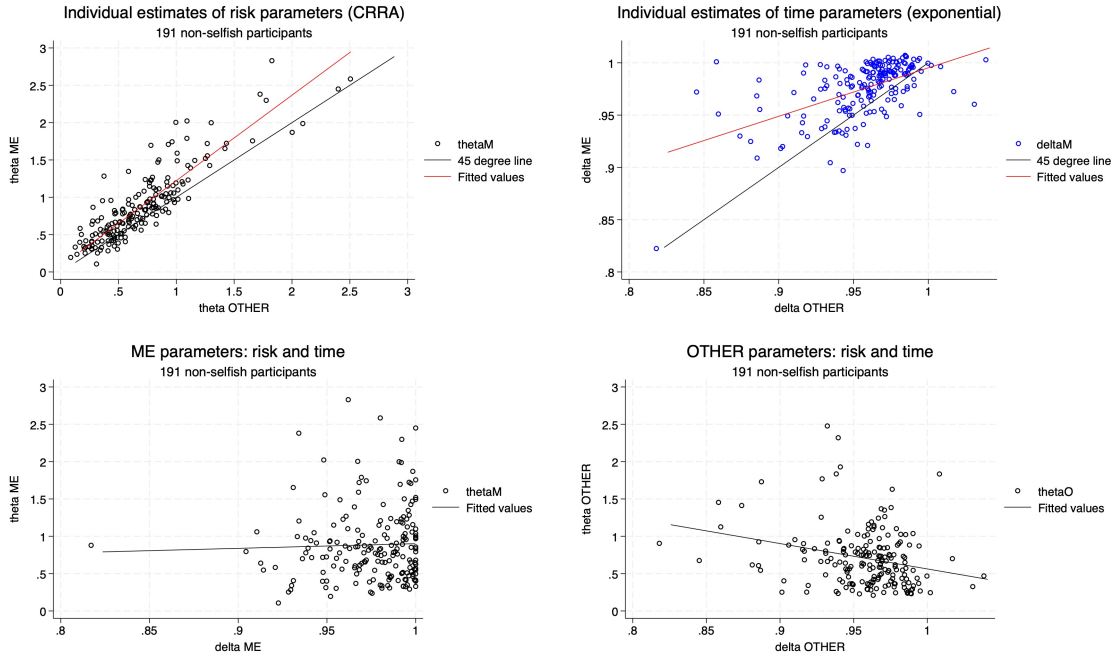 Individual estimates of risk parameters (CRRA)
191 non-selfish participants
3
2.5
2
1.5
1
.5
0
theta ME
0 .5 1 1.5 2 2.5 3
theta OTHER
thetaM
45 degree line
Fitted values
Individual estimates of time parameters (exponential)
191 non-selfish participants
1
.95
.9
.85
.8
delta ME
.8 .85 .9 .95 1
delta OTHER
deltaM
45 degree line
Fitted values
ME parameters: risk and time
191 non-selfish participants
3
2.5
2
1.5
1
.5
0
theta ME
.8 .85 .9 .95 1
delta ME
thetaM
Fitted values
OTHER parameters: risk and time
191 non-selfish participants
3
2.5
2
1.5
1
.5
0
theta OTHER
.8 .85 .9 .95 1
delta OTHER
thetaO
Fitted values